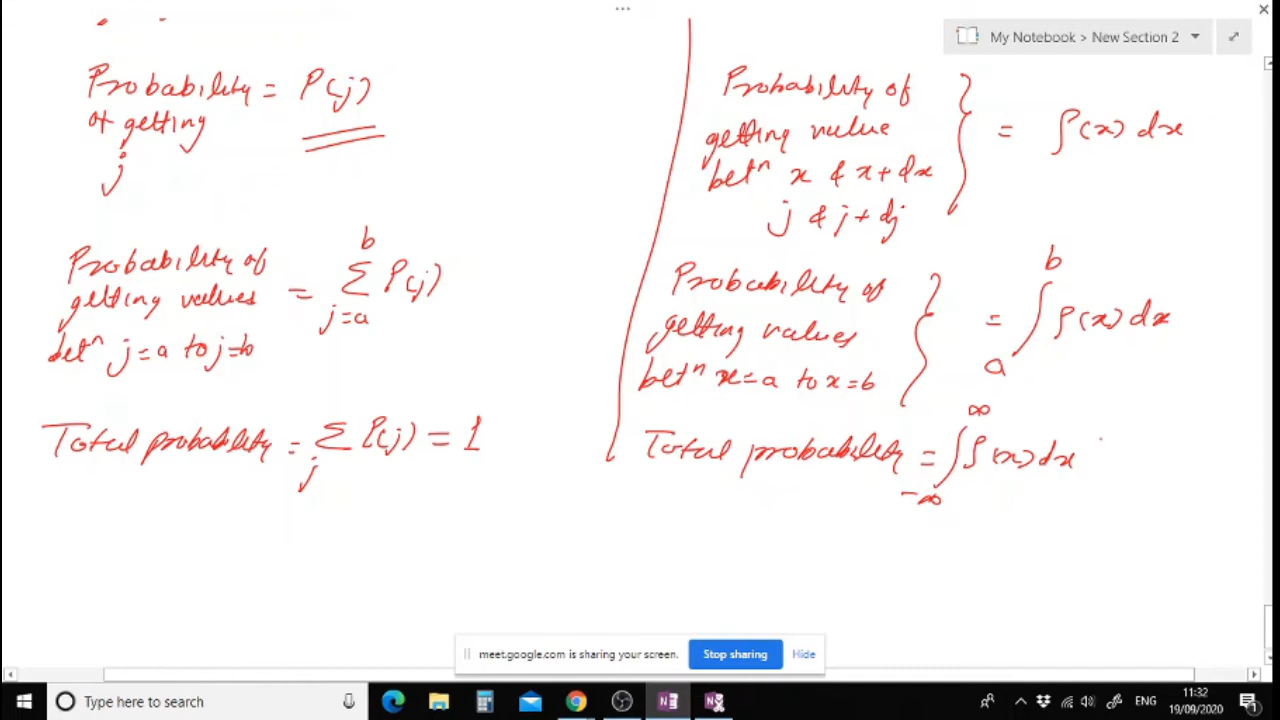 ...
My Notebook > New Section 2
Probability = P(j)
of getting
j
Probability of
getting values
betⁿ j=a to j=b
= b Σ j=a P(j)
Total probability = Σ j P(j) = 1
Probability of
getting value
betⁿ x & x+dx
j & j+dj
} = ρ(x) dx
Probability of
getting values
betⁿ x=a to x=b
} = ∫ₐᵇ ρ(x) dx
Total probability = ∫ -∞ ∞ ρ(x) dx
meet.google.com is sharing your screen.
Stop sharing
Hide
Type here to search
ENG
11:32
19/09/2020
1